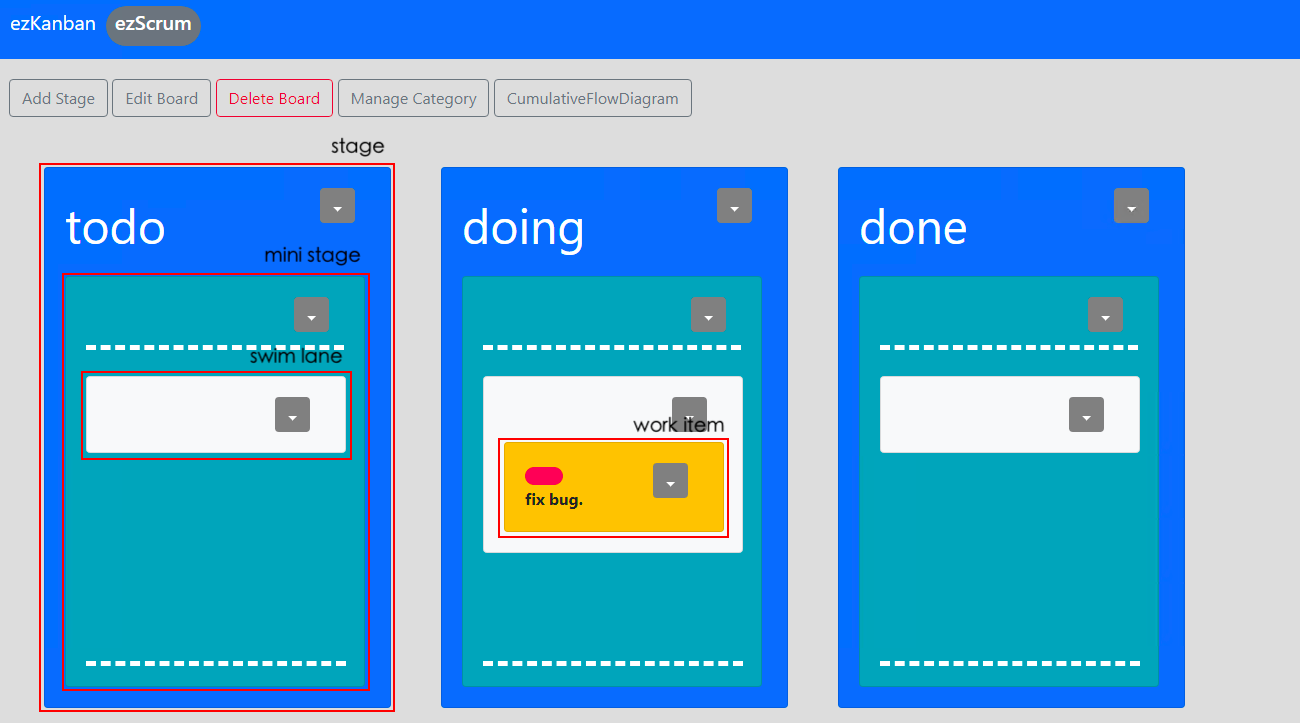 ezKanban ezScrum
Add Stage Edit Board Delete Board Manage Category CumulativeFlowDiagram
stage
todo
doing
done
mini stage
swim lane
work item
fix bug.